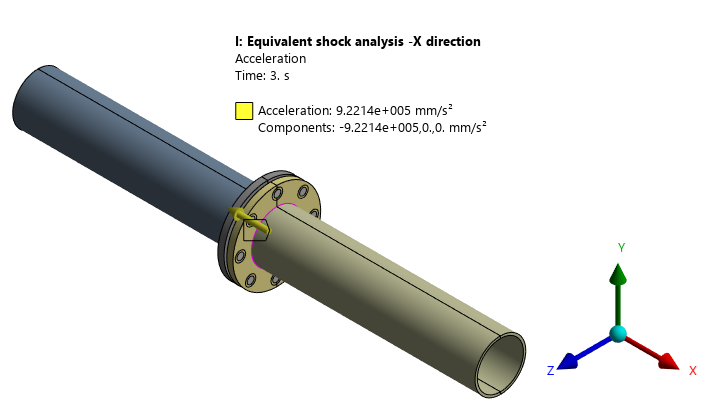 I: Equivalent shock analysis -X direction
Acceleration
Time: 3. s
Acceleration: 9.2214e+005 mm/s²
Components: -9.2214e+005,0.,0. mm/s²
Y
Z
X